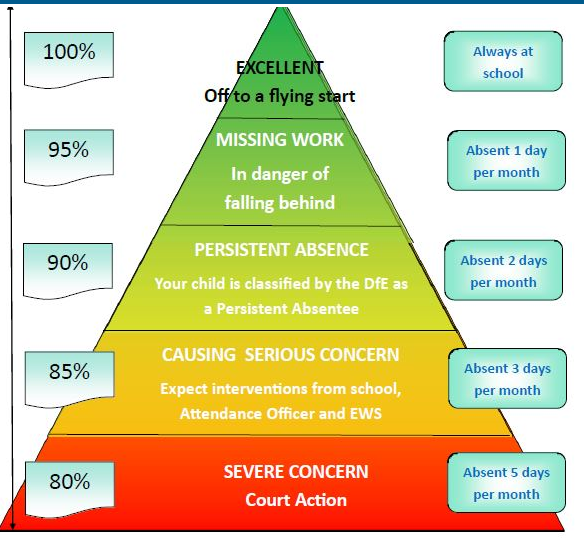 100%
EXCELLENT
Off to a flying start
Always at
school
95%
MISSING WORK
In danger of
falling behind
Absent 1 day
per month
90%
PERSISTENT ABSENCE
Your child is classified by the DfE as
a Persistent Absentee
Absent 2 days
per month
85%
CAUSING SERIOUS CONCERN
Expect interventions from school,
Attendance Officer and EWS
Absent 3 days
per month
80%
SEVERE CONCERN
Court Action
Absent 5 days
per month